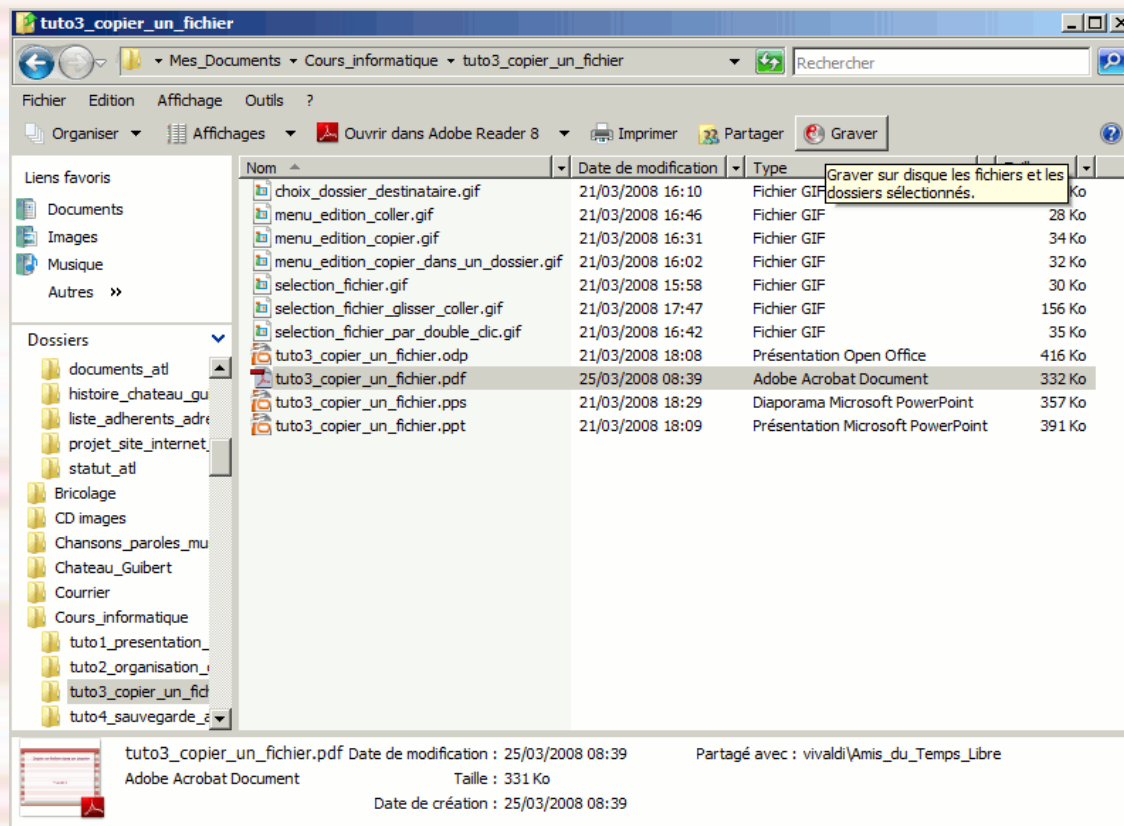 tuto3_copier_un_fichier
Mes_Documents Cours_informatique tuto3_copier_un_fichier Rechercher
Fichier Edition Affichage Outils ?
Organiser Affichages Ouvrir dans Adobe Reader 8 Imprimer Partager Graver
Liens favoris
Documents
Images
Musique
Autres »
Dossiers
documents_atl
histoire_chateau_gu
liste_adherents_adre
projet_site_internet_
statut_atl
Bricolage
CD images
Chansons_paroles_mu
Chateau_Guibert
Courrier
Cours_informatique
tuto1_presentation_
tuto2_organisation_
tuto3_copier_un_fich
tuto4_sauvegarde_a
Nom Date de modification Type
Graver sur disque les fichiers et les
dossiers sélectionnés.
choix_dossier_destinataire.gif 21/03/2008 16:10 Fichier GIF Ko
menu_edition_coller.gif 21/03/2008 16:46 Fichier GIF 28 Ko
menu_edition_copier.gif 21/03/2008 16:31 Fichier GIF 34 Ko
menu_edition_copier_dans_un_dossier.gif 21/03/2008 16:02 Fichier GIF 32 Ko
selection_fichier.gif 21/03/2008 15:58 Fichier GIF 30 Ko
selection_fichier_glisser_coller.gif 21/03/2008 17:47 Fichier GIF 156 Ko
selection_fichier_par_double_clic.gif 21/03/2008 16:42 Fichier GIF 35 Ko
tuto3_copier_un_fichier.odp 21/03/2008 18:08 Présentation Open Office 416 Ko
tuto3_copier_un_fichier.pdf 25/03/2008 08:39 Adobe Acrobat Document 332 Ko
tuto3_copier_un_fichier.pps 21/03/2008 18:29 Diaporama Microsoft PowerPoint 357 Ko
tuto3_copier_un_fichier.ppt 21/03/2008 18:09 Présentation Microsoft PowerPoint 391 Ko
tuto3_copier_un_fichier.pdf Date de modification : 25/03/2008 08:39 Partagé avec : vivaldi\Amis_du_Temps_Libre
Adobe Acrobat Document Taille : 331 Ko
Date de création : 25/03/2008 08:39